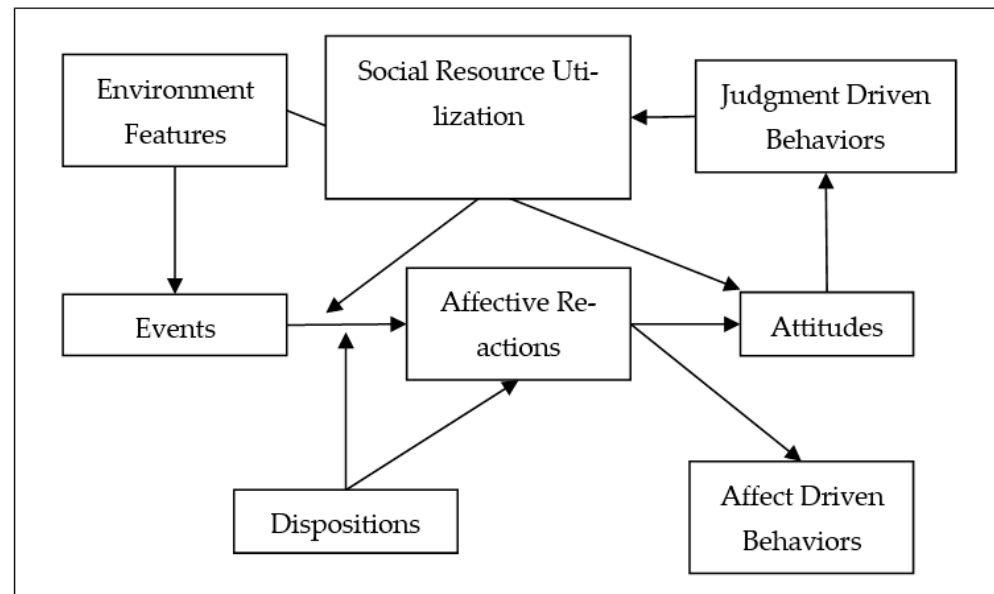 Environment
Features
Social Resource Uti-
lization
Judgment Driven
Behaviors
Events
Affective Re-
actions
Attitudes
Dispositions
Affect Driven
Behaviors